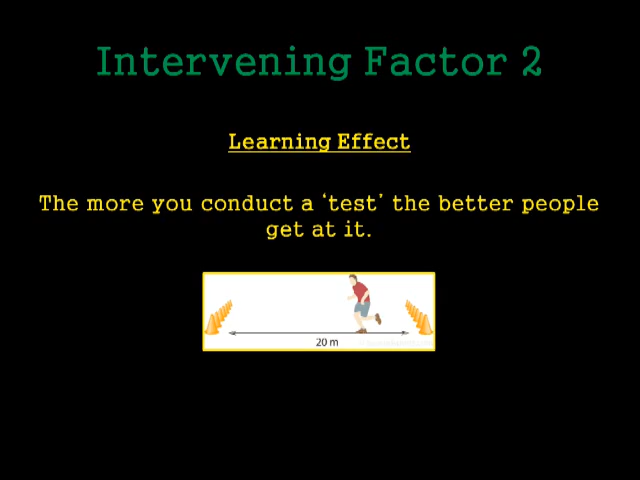 Intervening Factor 2
Learning Effect
The more you conduct a ‘test’ the better people
get at it.
20 m